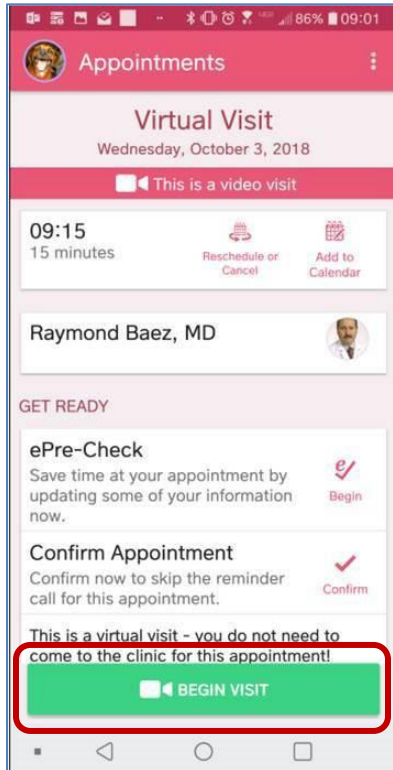 86% 09:01
Appointments
Virtual Visit
Wednesday, October 3, 2018
This is a video visit
09:15
15 minutes
Reschedule or
Cancel
Add to
Calendar
Raymond Baez, MD
GET READY
ePre-Check
Save time at your appointment by
updating some of your information
now.
Begin
Confirm Appointment
Confirm now to skip the reminder
call for this appointment.
Confirm
This is a virtual visit - you do not need to
come to the clinic for this appointment!
BEGIN VISIT